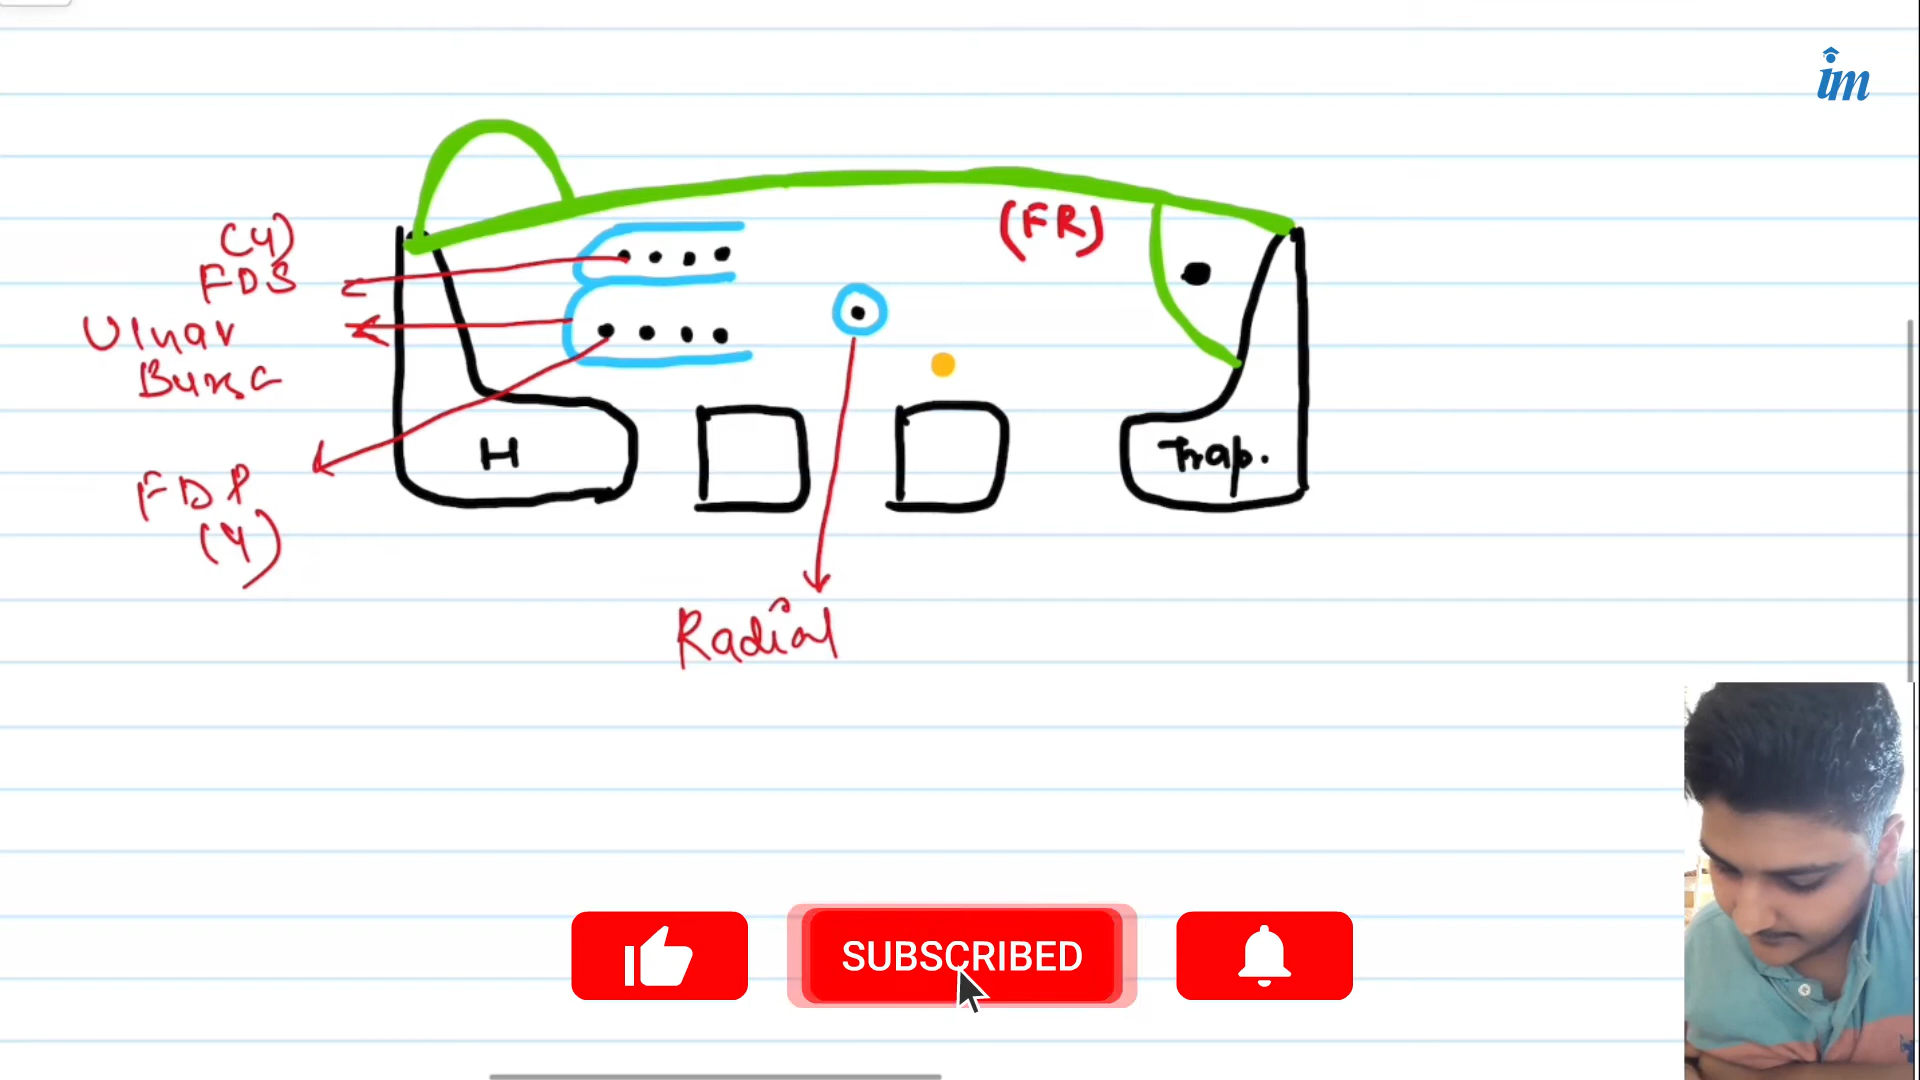 im
(FR)
(4)
FDS
Ulnar
Bursa
FDP
(4)
H
Trap.
Radial
SUBSCRIBED